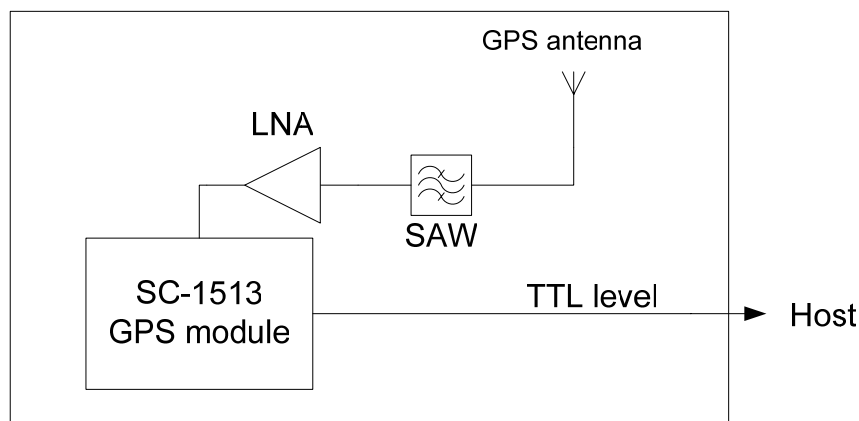 GPS antenna
LNA
SAW
SC-1513
GPS module
TTL level
Host